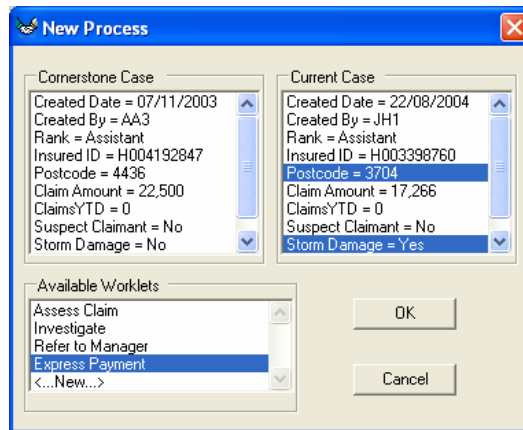 New Process
Cornerstone Case
Created Date = 07/11/2003
Created By = AA3
Rank = Assistant
Insured ID = H004192847
Postcode = 4436
Claim Amount = 22,500
ClaimsYTD = 0
Suspect Claimant = No
Storm Damage = No
Current Case
Created Date = 22/08/2004
Created By = JH1
Rank = Assistant
Insured ID = H003398760
Postcode = 3704
Claim Amount = 17,266
ClaimsYTD = 0
Suspect Claimant = No
Storm Damage = Yes
Available Worklets
Assess Claim
Investigate
Refer to Manager
Express Payment
<...New...>
OK
Cancel